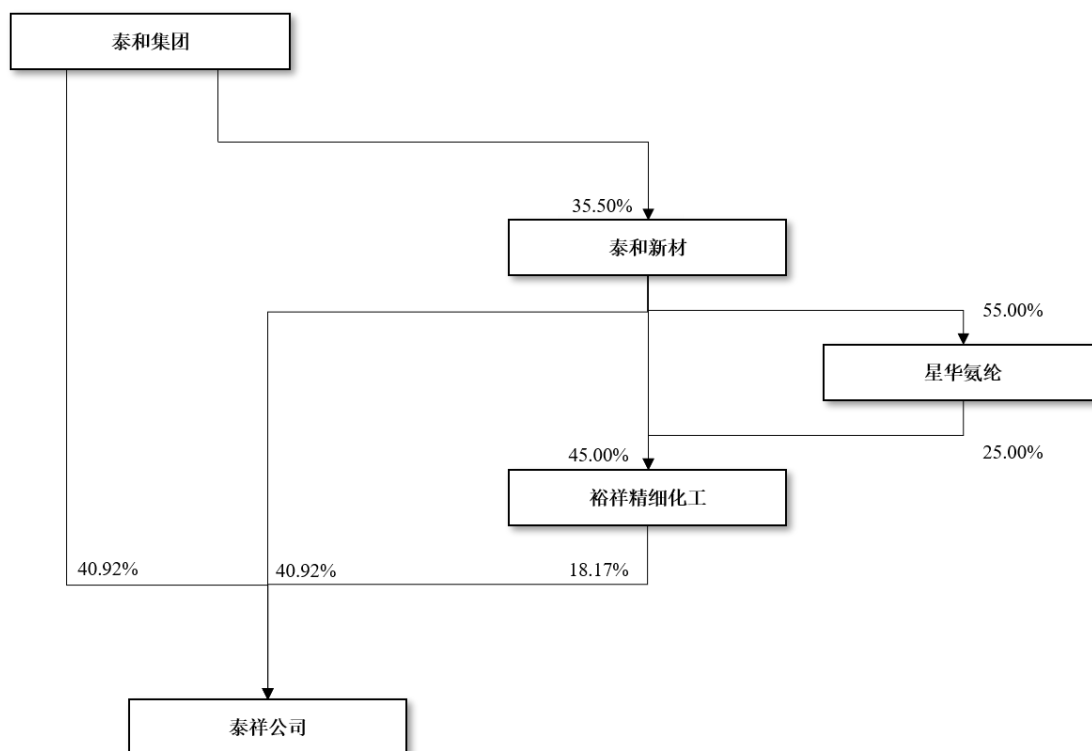 泰和集团
35.50%
泰和新材
55.00%
星华氨纶
45.00%
25.00%
裕祥精细化工
40.92%
40.92%
18.17%
泰祥公司